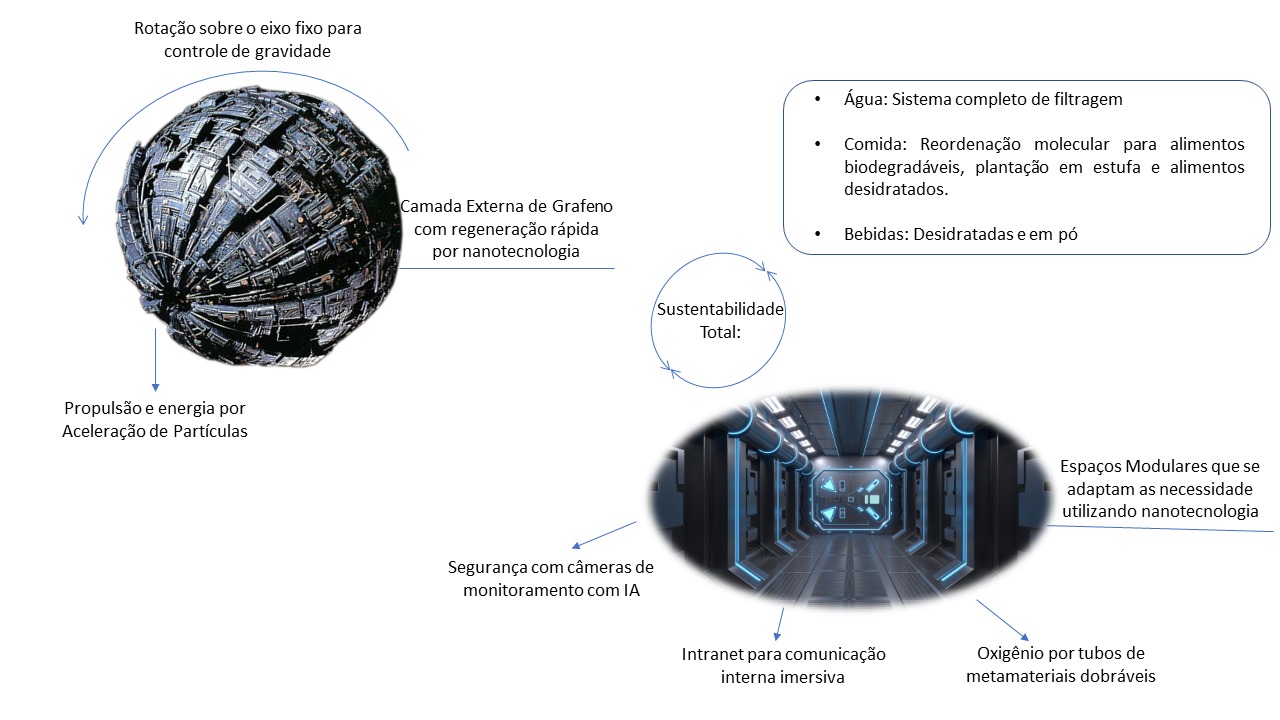 Rotação sobre o eixo fixo para
controle de gravidade
Camada Externa de Grafeno
com regeneração rápida
por nanotecnologia
Propulsão e energia por
Aceleração de Partículas
• Água: Sistema completo de filtragem
• Comida: Reordenação molecular para alimentos
biodegradáveis, plantação em estufa e alimentos
desidratados.
• Bebidas: Desidratadas e em pó
Sustentabilidade
Total:
Espaços Modulares que se
adaptam as necessidade
utilizando nanotecnologia
Segurança com câmeras de
monitoramento com IA
Intranet para comunicação
interna imersiva
Oxigênio por tubos de
metamateriais dobráveis